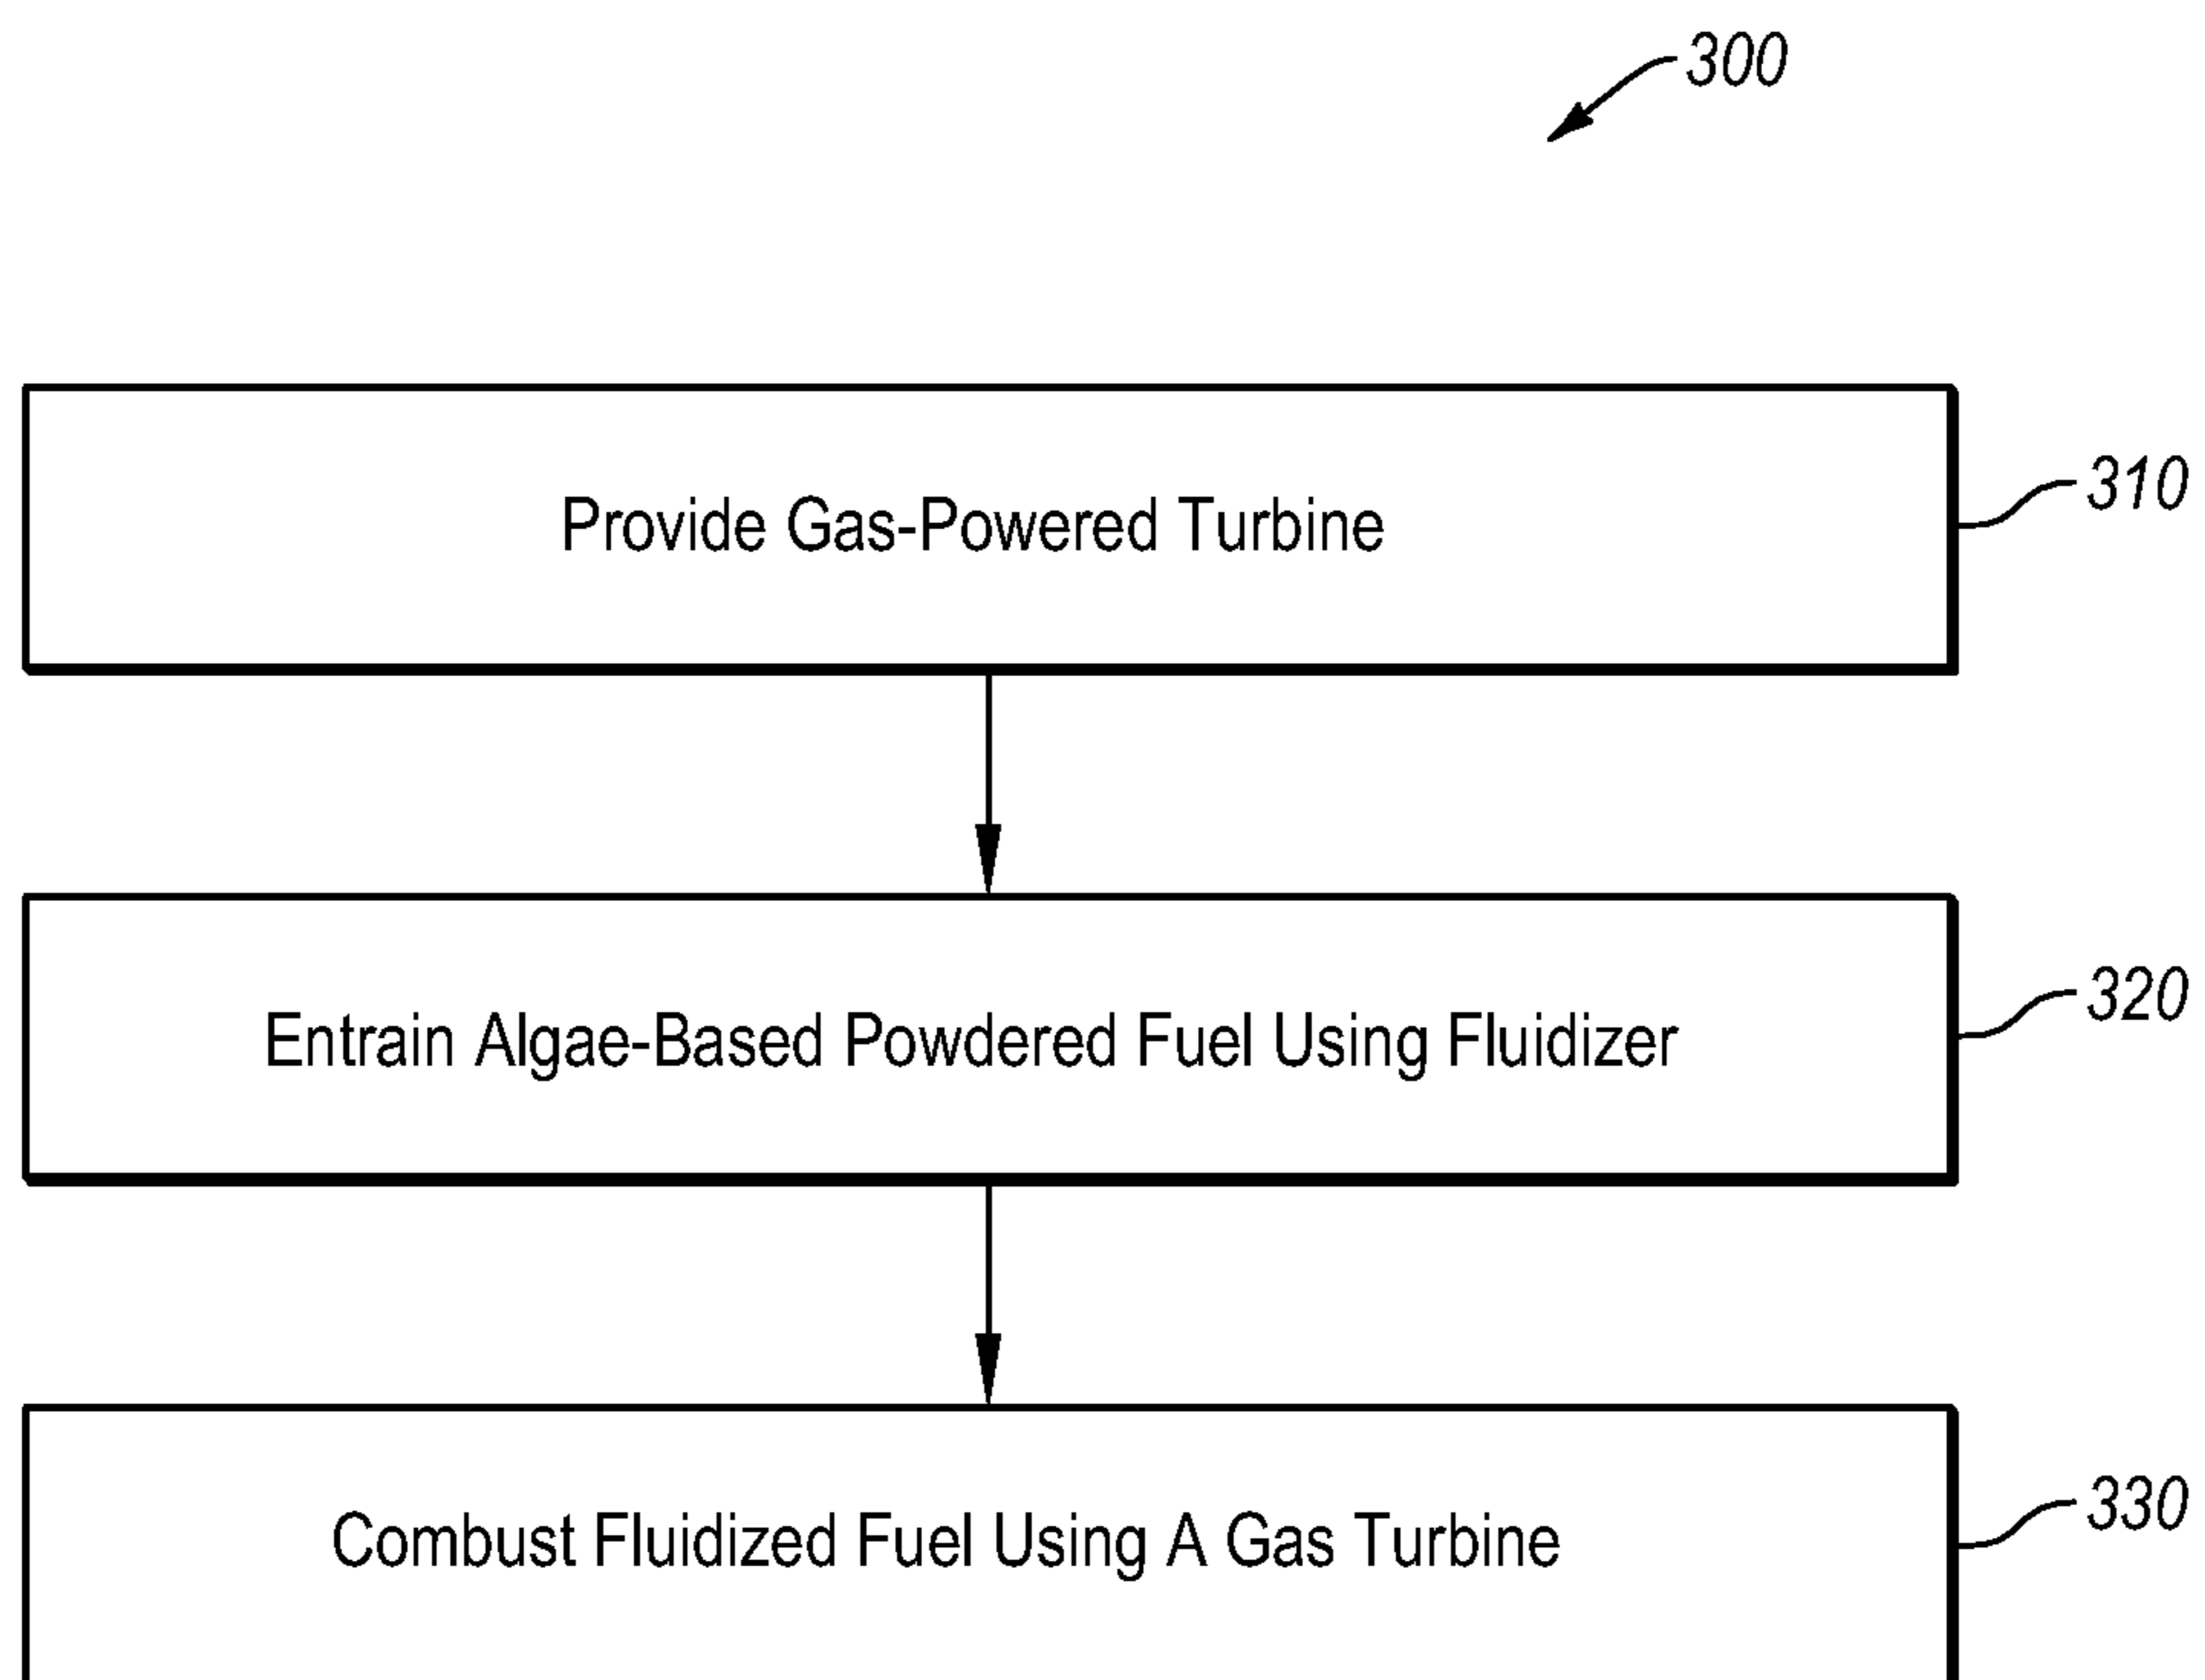 300
Provide Gas-Powered Turbine
310
Entrain Algae-Based Powdered Fuel Using Fluidizer
320
Combust Fluidized Fuel Using A Gas Turbine
330